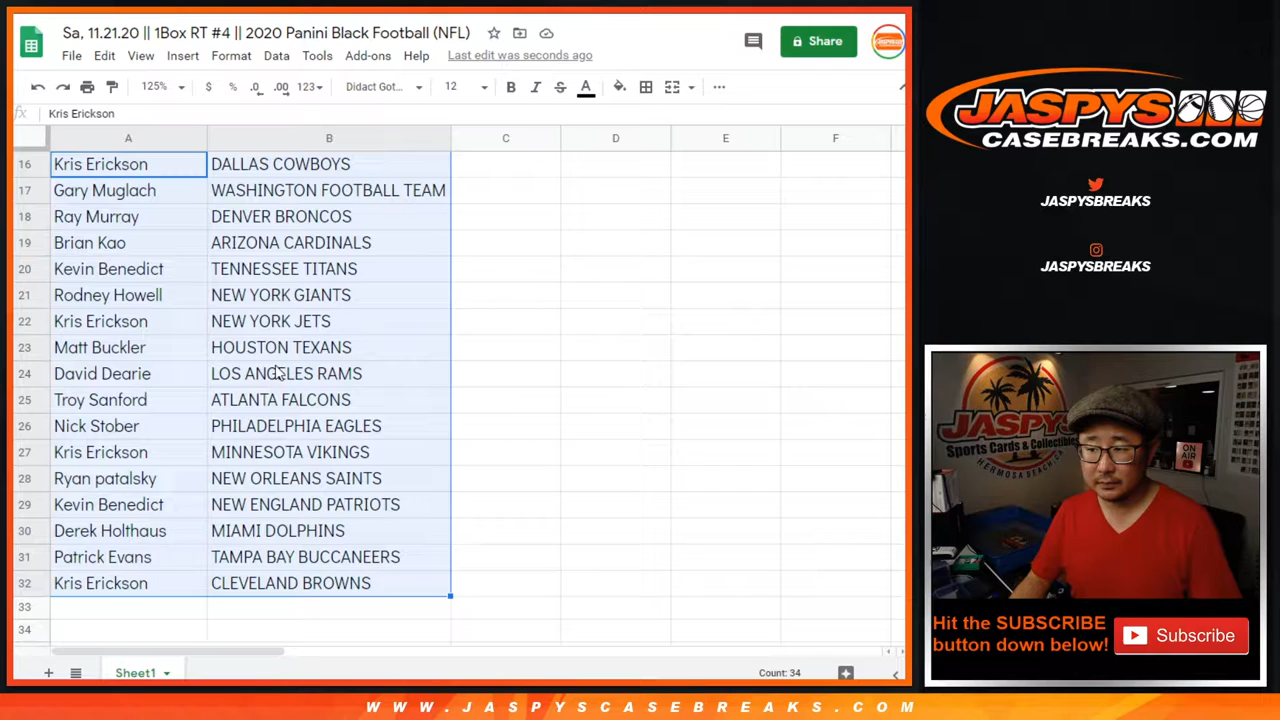 Sa, 11.21.20 || 1Box RT #4 || 2020 Panini Black Football (NFL)
File Edit View Insert Format Data Tools Add-ons Help Last edit was seconds ago
Share
125% $ % .0 .00 123 Didact Got... 12 B I S A
fx Kris Erickson
A B C D E F
16 Kris Erickson DALLAS COWBOYS
17 Gary Muglach WASHINGTON FOOTBALL TEAM
18 Ray Murray DENVER BRONCOS
19 Brian Kao ARIZONA CARDINALS
20 Kevin Benedict TENNESSEE TITANS
21 Rodney Howell NEW YORK GIANTS
22 Kris Erickson NEW YORK JETS
23 Matt Buckler HOUSTON TEXANS
24 David Dearie LOS ANGELES RAMS
25 Troy Sanford ATLANTA FALCONS
26 Nick Stober PHILADELPHIA EAGLES
27 Kris Erickson MINNESOTA VIKINGS
28 Ryan patalsky NEW ORLEANS SAINTS
29 Kevin Benedict NEW ENGLAND PATRIOTS
30 Derek Holthaus MIAMI DOLPHINS
31 Patrick Evans TAMPA BAY BUCCANEERS
32 Kris Erickson CLEVELAND BROWNS
33
34
Sheet1 Count: 34
JASPYS
CASEBREAKS.COM
JASPYSBREAKS
JASPYSBREAKS
JASPYS
Sports Cards & Collectibles
HERMOSA BEACH, CA
ON AIR
Hit the SUBSCRIBE
button down below!
Subscribe
WWW.JASPYSCASEBREAKS.COM